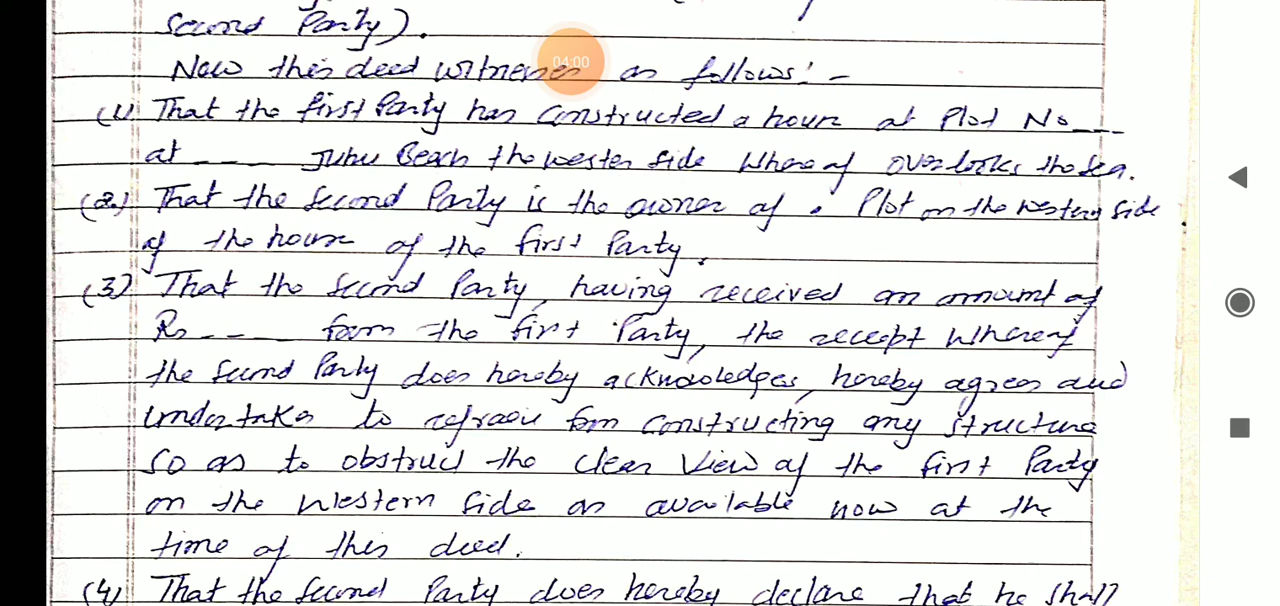 Second Party).
Now this deed witnesses as follows:-
(1) That the first Party has constructed a house at Plot No ---
at ---- Juhu Beach the wester side whereof overlooks the Sea.
(2.) That the Second Party is the owner of . Plot on the western side
of the house of the first Party.
(3) That the Second Party, having received an amount of
Rs --- from the first Party, the receipt whereof
the Second Party does hereby acknowledges, hereby agrees and
undertakes to refrain from constructing any structure
so as to obstruct the clear view of the first Party
on the western side as available now at the
time of this deed.
(4) That the Second Party does hereby declare that he shall
04:00